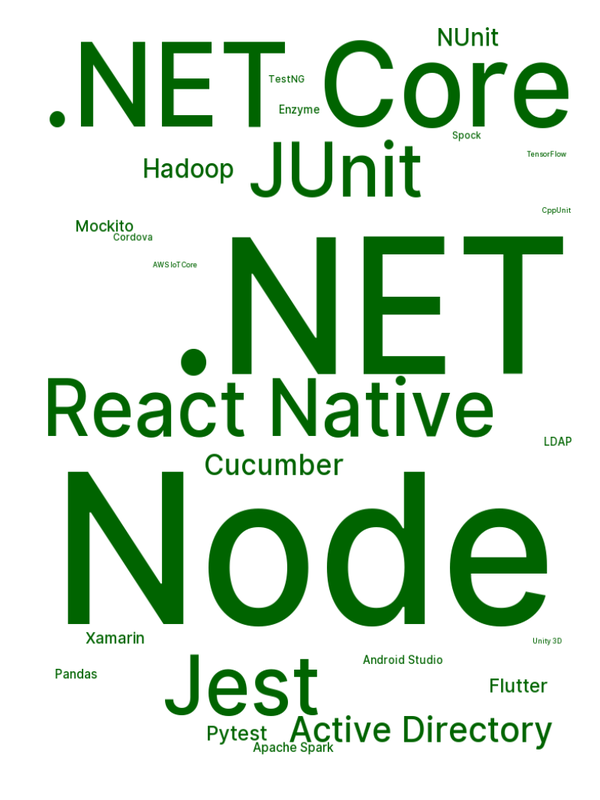 NUnit
.NET Core
TestNG
Enzyme
Spock
TensorFlow
Hadoop
JUnit
CppUnit
Mockito
Cordova
AWS IoT Core
.NET
React Native
LDAP
Cucumber
Node
Xamarin
Unity 3D
Android Studio
Pandas
Jest
Flutter
Active Directory
Pytest
Apache Spark